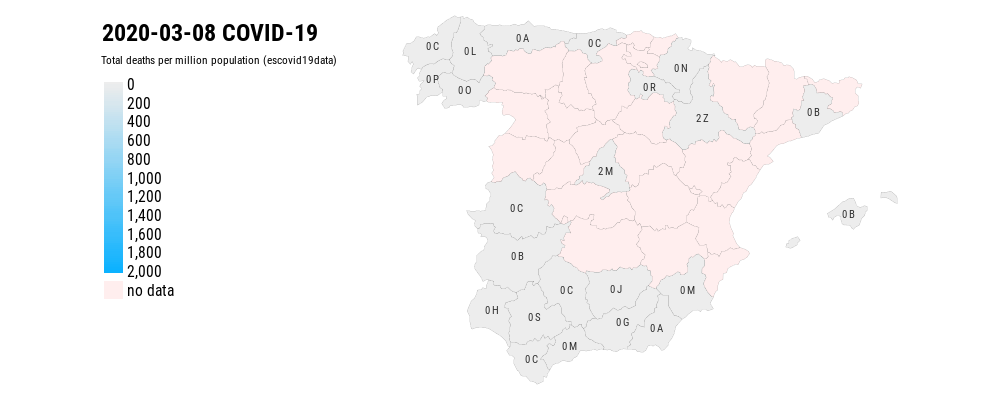 2020-03-08 COVID-19
Total deaths per million population (escovid19data)
0
200
400
600
800
1,000
1,200
1,400
1,600
1,800
2,000
no data
0C
0L
0A
0C
0P
0O
0N
0R
2Z
0B
2M
0C
0B
0B
0C
0J
0M
0H
0S
0G
0A
0M
0C